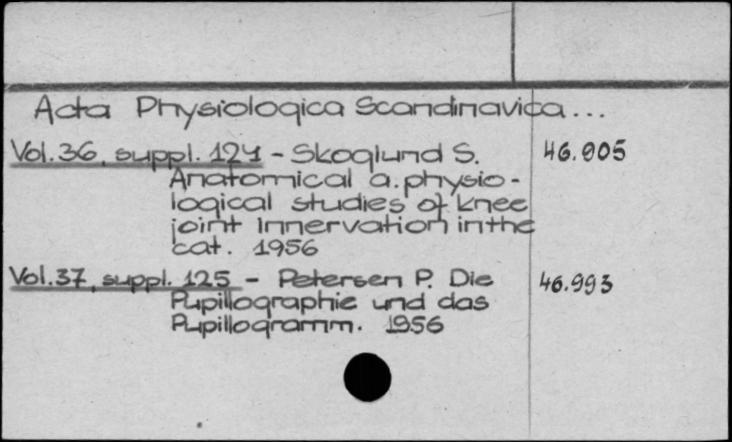 Acta Physiologica Scandinavica...
Vol.36, suppl. 124 - Skoglund S. 46.905
Anatomical a. physio-
logical studies of knee
joint innervation in the
cat. 1956
Vol.37, suppl. 125 - Petersen P. Die 46.993
Pupillographie und das
Pupillogramm. 1956